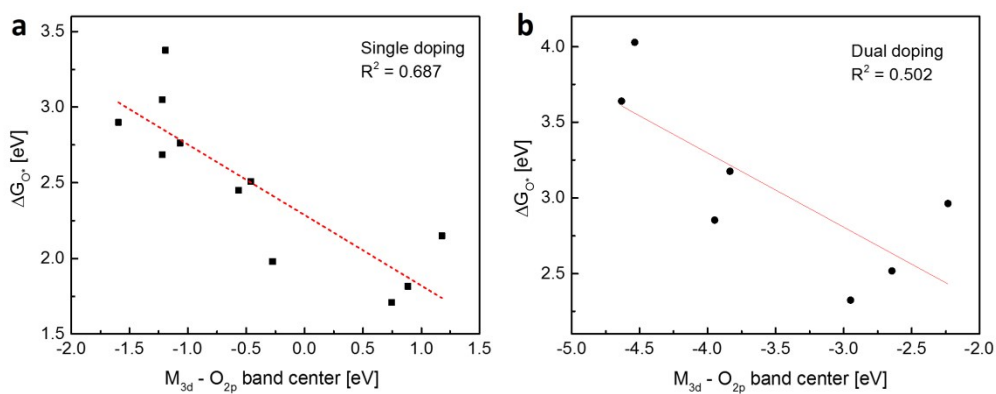 a
Single doping
R² = 0.687
ΔG_O* [eV]
3.5
3.0
2.5
2.0
1.5
-2.0 -1.5 -1.0 -0.5 0.0 0.5 1.0 1.5
M_3d - O_2p band center [eV]
b
Dual doping
R² = 0.502
ΔG_O* [eV]
4.0
3.5
3.0
2.5
-5.0 -4.5 -4.0 -3.5 -3.0 -2.5 -2.0
M_3d - O_2p band center [eV]